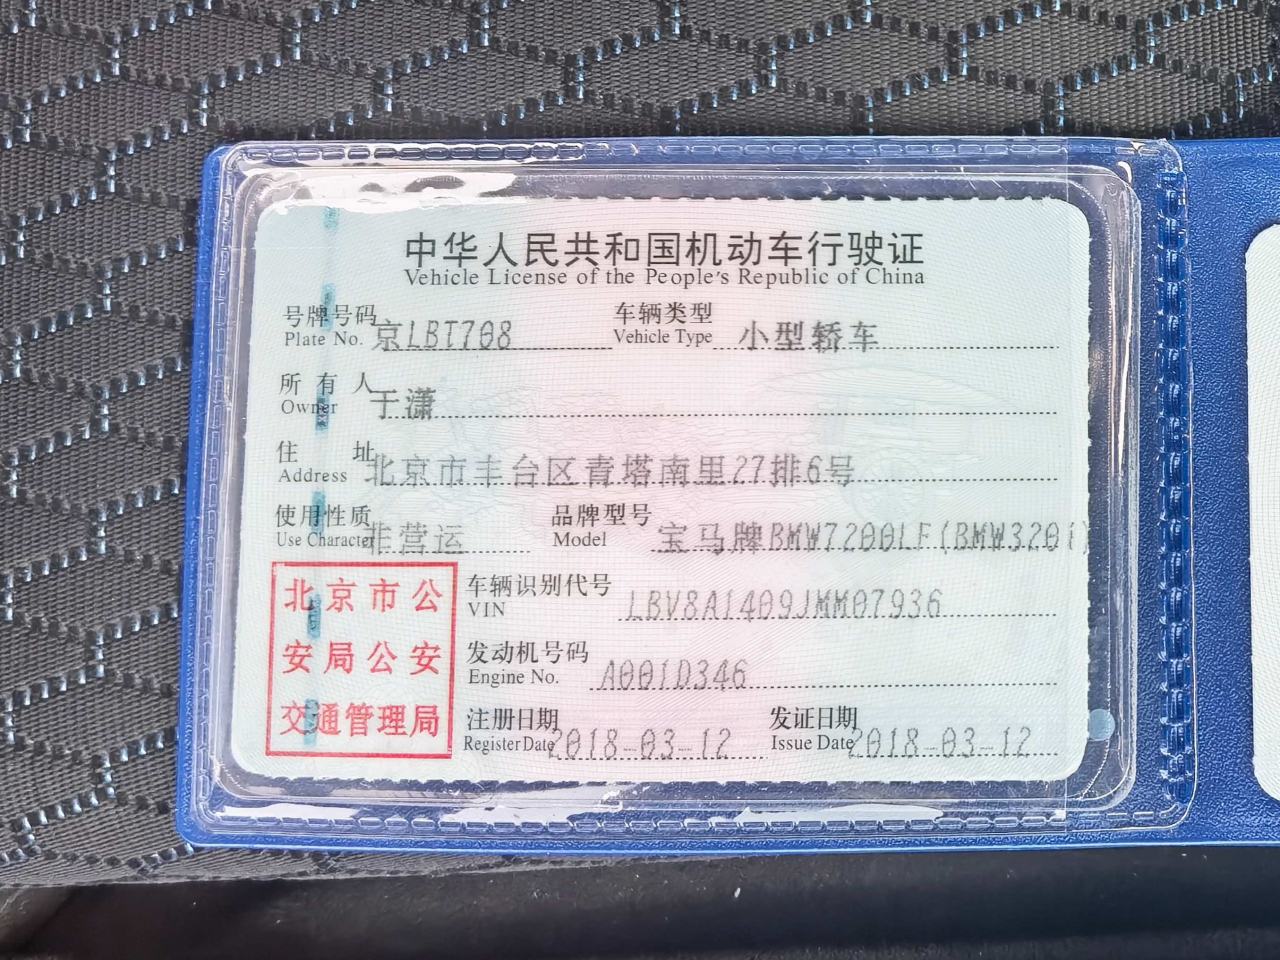 中华人民共和国机动车行驶证
Vehicle License of the People's Republic of China
号牌号码 京LBT708 车辆类型 小型轿车
Plate No. Vehicle Type
所有人 于潇
Owner
住址 北京市丰台区青塔南里27排6号
Address
使用性质 非营运 品牌型号 宝马牌BMW7200LF(BMW320i)
Use Character Model
北京市公
安局公安
交通管理局
车辆识别代号 LBV8A1409JMM07936
VIN
发动机号码 A001D346
Engine No.
注册日期 2018-03-12 发证日期 2018-03-12
Register Date Issue Date